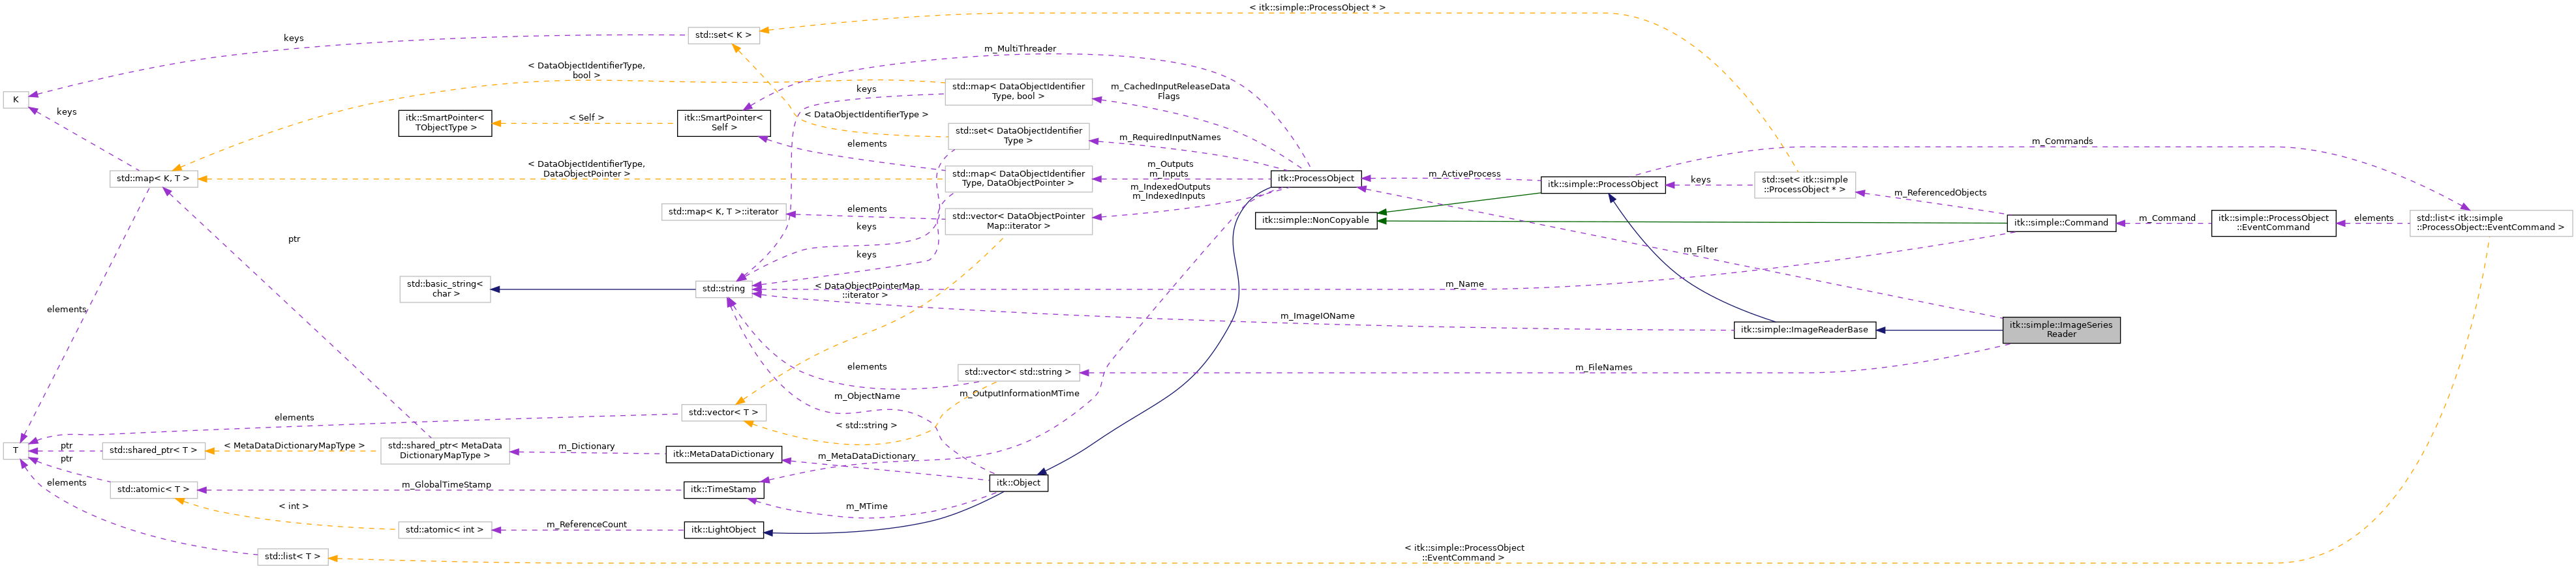 < itk::simple::ProcessObject * >
keys
std::set< K >
m_MultiThreader
< DataObjectIdentifierType,
bool >
K
keys
itk::SmartPointer<
TObjectType >
< Self >
itk::SmartPointer<
Self >
keys
std::map< DataObjectIdentifier
Type, bool >
m_CachedInputReleaseData
Flags
< DataObjectIdentifierType >
std::set< DataObjectIdentifier
Type >
m_RequiredInputNames
elements
m_Commands
std::map< K, T >
< DataObjectIdentifierType,
DataObjectPointer >
std::map< DataObjectIdentifier
Type, DataObjectPointer >
m_Outputs
m_Inputs
m_IndexedOutputs
m_IndexedInputs
itk::ProcessObject
m_ActiveProcess
itk::simple::ProcessObject
keys
std::set< itk::simple
::ProcessObject * >
m_ReferencedObjects
std::map< K, T >::iterator
elements
std::vector< DataObjectPointer
Map::iterator >
itk::simple::NonCopyable
itk::simple::Command
m_Command
itk::simple::ProcessObject
::EventCommand
elements
std::list< itk::simple
::ProcessObject::EventCommand >
ptr
keys
keys
m_Filter
std::basic_string<
char >
std::string
< DataObjectPointerMap
::iterator >
m_Name
elements
m_ImageIOName
itk::simple::ImageReaderBase
itk::simple::ImageSeries
Reader
elements
std::vector< std::string >
m_FileNames
m_ObjectName
m_OutputInformationMTime
elements
std::vector< T >
< std::string >
T
ptr
ptr
std::shared_ptr< T >
< MetaDataDictionaryMapType >
std::shared_ptr< MetaData
DictionaryMapType >
m_Dictionary
itk::MetaDataDictionary
m_MetaDataDictionary
elements
std::atomic< T >
m_GlobalTimeStamp
itk::TimeStamp
itk::Object
m_MTime
< int >
std::atomic< int >
m_ReferenceCount
itk::LightObject
std::list< T >
< itk::simple::ProcessObject
::EventCommand >